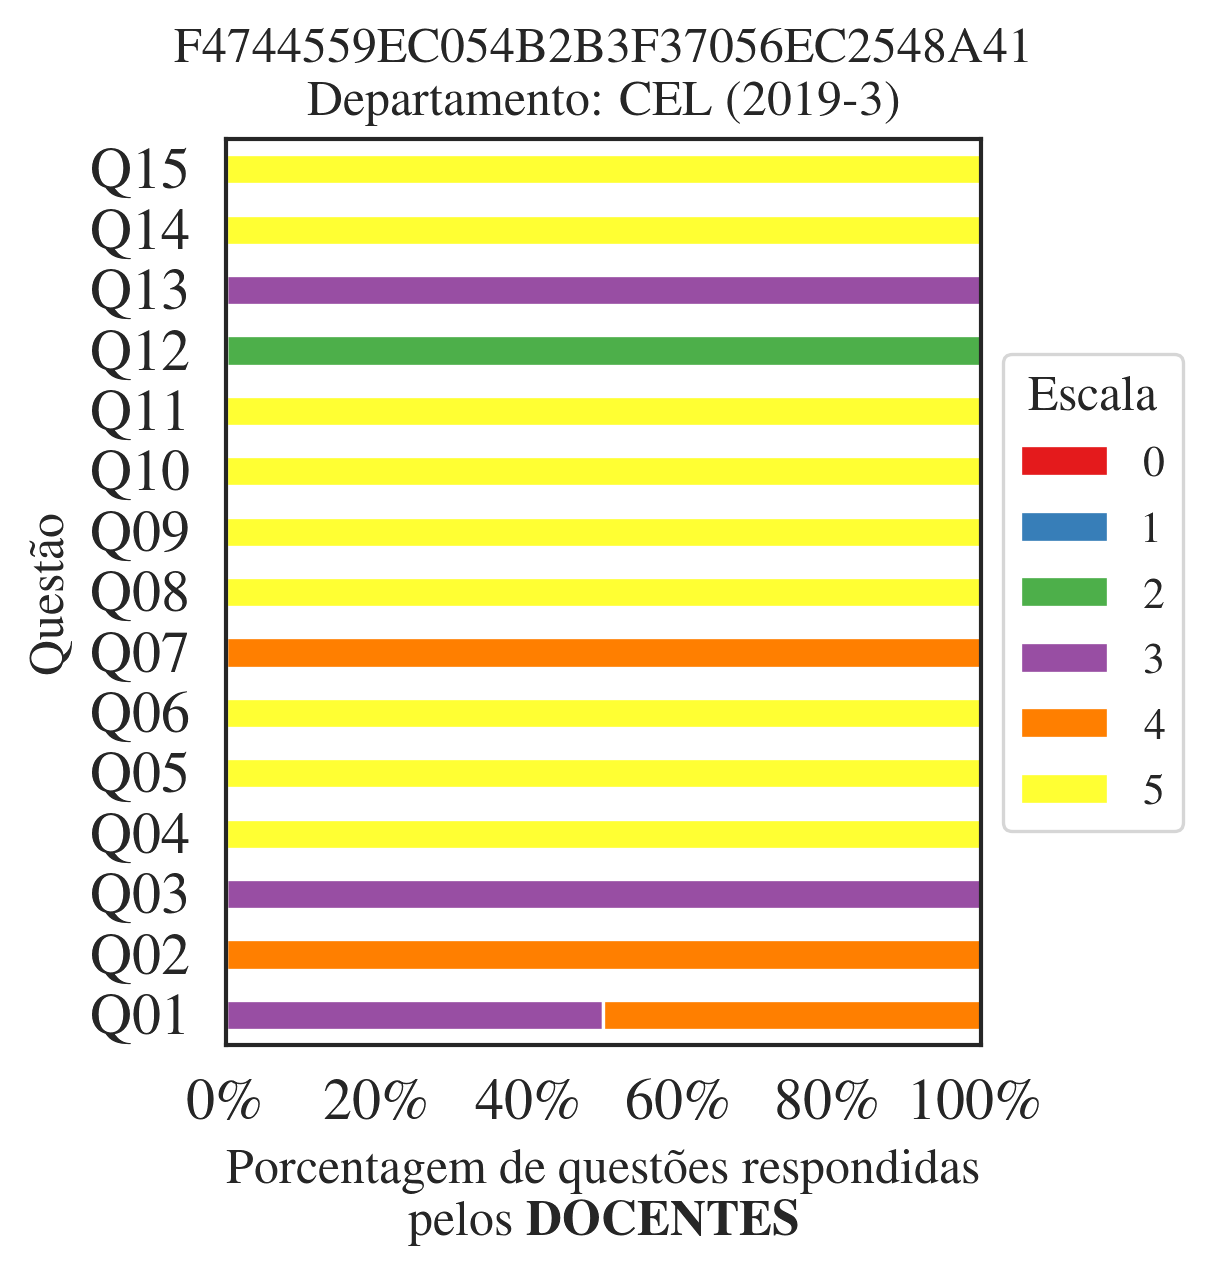 F4744559EC054B2B3F37056EC2548A41
Departamento: CEL (2019-3)
Q15
Q14
Q13
Q12
Q11
Q10
Q09
Q08
Q07
Q06
Q05
Q04
Q03
Q02
Q01
Questão
0% 20% 40% 60% 80% 100%
Porcentagem de questões respondidas
pelos DOCENTES
Escala
0
1
2
3
4
5